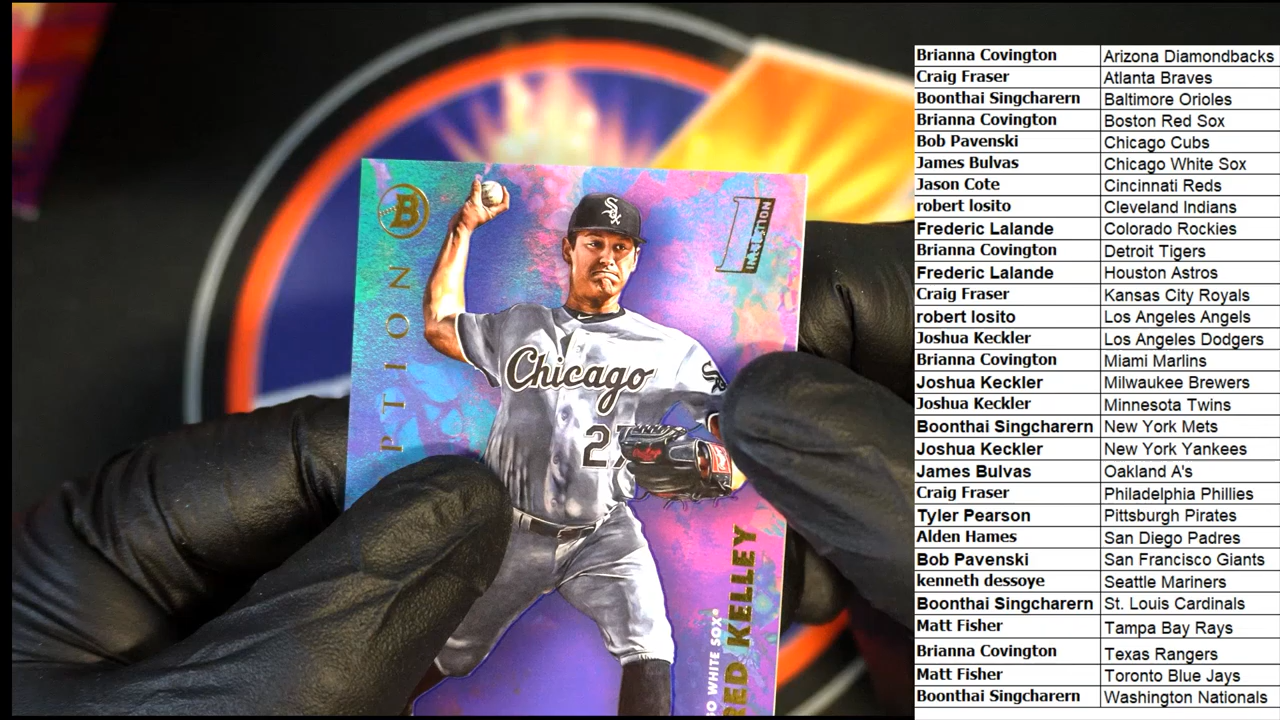 B
PTION
Sox
Chicago
27
Rawlings
GO WHITE SOX®
RED KELLEY
Brianna Covington Arizona Diamondbacks
Craig Fraser Atlanta Braves
Boonthai Singcharern Baltimore Orioles
Brianna Covington Boston Red Sox
Bob Pavenski Chicago Cubs
James Bulvas Chicago White Sox
Jason Cote Cincinnati Reds
robert losito Cleveland Indians
Frederic Lalande Colorado Rockies
Brianna Covington Detroit Tigers
Frederic Lalande Houston Astros
Craig Fraser Kansas City Royals
robert losito Los Angeles Angels
Joshua Keckler Los Angeles Dodgers
Brianna Covington Miami Marlins
Joshua Keckler Milwaukee Brewers
Joshua Keckler Minnesota Twins
Boonthai Singcharern New York Mets
Joshua Keckler New York Yankees
James Bulvas Oakland A's
Craig Fraser Philadelphia Phillies
Tyler Pearson Pittsburgh Pirates
Alden Hames San Diego Padres
Bob Pavenski San Francisco Giants
kenneth dessoye Seattle Mariners
Boonthai Singcharern St. Louis Cardinals
Matt Fisher Tampa Bay Rays
Brianna Covington Texas Rangers
Matt Fisher Toronto Blue Jays
Boonthai Singcharern Washington Nationals